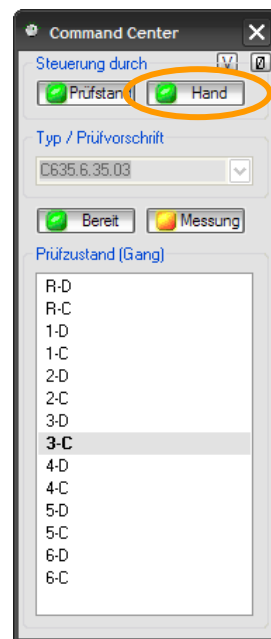 Command Center
Steuerung durch V Ø
Prüfstand Hand
Typ / Prüfvorschrift
C635.6.35.03
Bereit Messung
Prüfzustand (Gang)
R-D
R-C
1-D
1-C
2-D
2-C
3-D
3-C
4-D
4-C
5-D
5-C
6-D
6-C